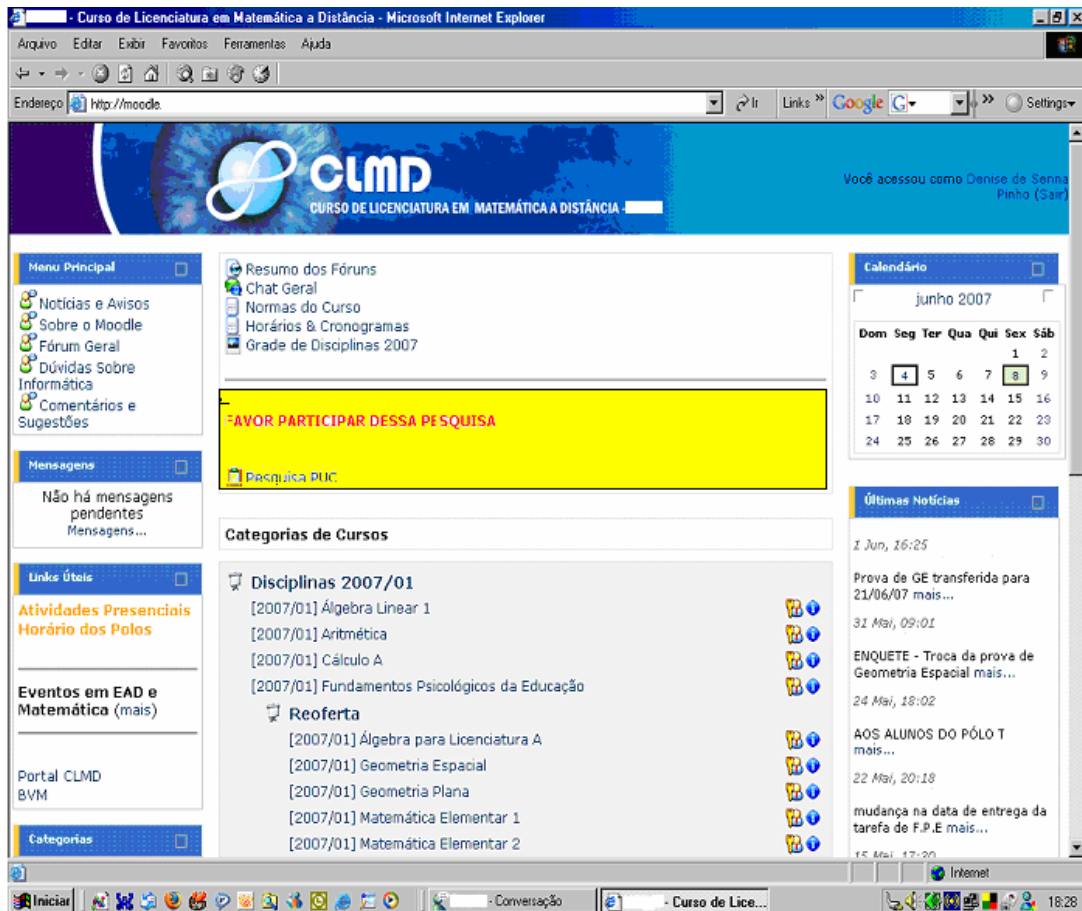 - Curso de Licenciatura em Matemática a Distância - Microsoft Internet Explorer
Arquivo Editar Exibir Favoritos Ferramentas Ajuda
Endereço http://moodle. Ir Links » Google G » Settings
CLMD
CURSO DE LICENCIATURA EM MATEMÁTICA A DISTÂNCIA -
Você acessou como Denise de Senna
Pinho (Sair)
Menu Principal
Notícias e Avisos
Sobre o Moodle
Fórum Geral
Dúvidas Sobre
Informática
Comentários e
Sugestões
Mensagens
Não há mensagens
pendentes
Mensagens...
Links Úteis
Atividades Presenciais
Horário dos Polos
Eventos em EAD e
Matemática (mais)
Portal CLMD
BVM
Categorias
Resumo dos Fóruns
Chat Geral
Normas do Curso
Horários & Cronogramas
Grade de Disciplinas 2007
FAVOR PARTICIPAR DESSA PESQUISA
Pesquisa PUC
Categorias de Cursos
Disciplinas 2007/01
[2007/01] Álgebra Linear 1
[2007/01] Aritmética
[2007/01] Cálculo A
[2007/01] Fundamentos Psicológicos da Educação
Reoferta
[2007/01] Álgebra para Licenciatura A
[2007/01] Geometria Espacial
[2007/01] Geometria Plana
[2007/01] Matemática Elementar 1
[2007/01] Matemática Elementar 2
Calendário
junho 2007
Dom Seg Ter Qua Qui Sex Sáb
1 2
3 4 5 6 7 8 9
10 11 12 13 14 15 16
17 18 19 20 21 22 23
24 25 26 27 28 29 30
Últimas Notícias
1 Jun, 16:25
Prova de GE transferida para
21/06/07 mais...
31 Mai, 09:01
ENQUETE - Troca da prova de
Geometria Espacial mais...
24 Mai, 18:02
AOS ALUNOS DO PÓLO T
mais...
22 Mai, 20:18
mudança na data de entrega da
tarefa de F.P.E mais...
15 Mai, 17:20
Internet
Iniciar - Conversação - Curso de Lice... 18:28